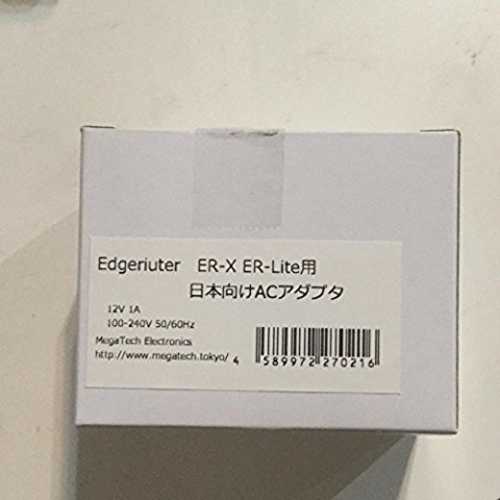 Edgeriuter ER-X ER-Lite用
日本向けACアダプタ
12V 1A
100-240V 50/60Hz
MegaTech Electronics
http://www.megatech.tokyo/
4 589972 270216